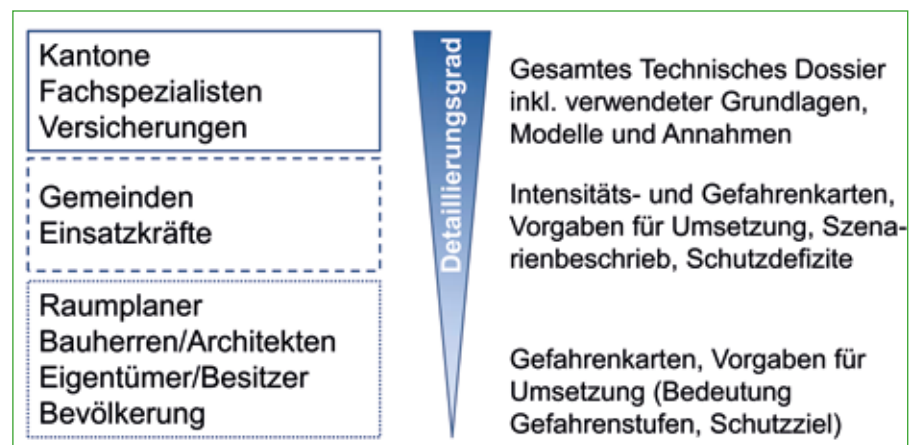 Kantone
Fachspezialisten
Versicherungen
Gemeinden
Einsatzkräfte
Raumplaner
Bauherren/Architekten
Eigentümer/Besitzer
Bevölkerung
Detaillierungsgrad
Gesamtes Technisches Dossier
inkl. verwendeter Grundlagen,
Modelle und Annahmen
Intensitäts- und Gefahrenkarten,
Vorgaben für Umsetzung, Szena-
rienbeschrieb, Schutzdefizite
Gefahrenkarten, Vorgaben für
Umsetzung (Bedeutung
Gefahrenstufen, Schutzziel)